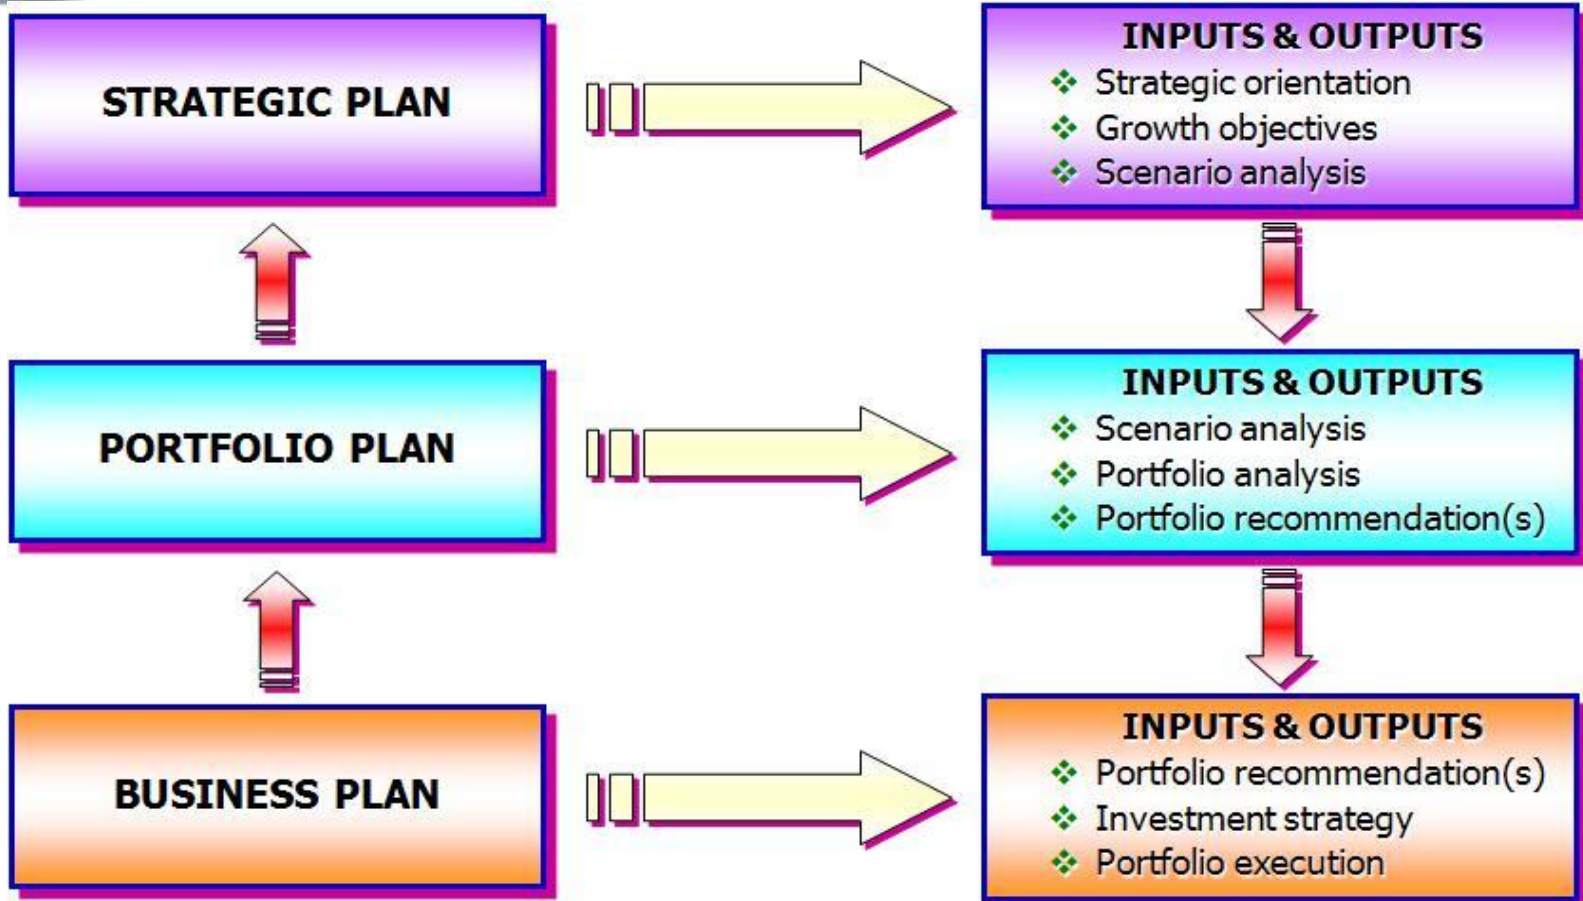 STRATEGIC PLAN
INPUTS & OUTPUTS
Strategic orientation
Growth objectives
Scenario analysis
PORTFOLIO PLAN
INPUTS & OUTPUTS
Scenario analysis
Portfolio analysis
Portfolio recommendation(s)
BUSINESS PLAN
INPUTS & OUTPUTS
Portfolio recommendation(s)
Investment strategy
Portfolio execution